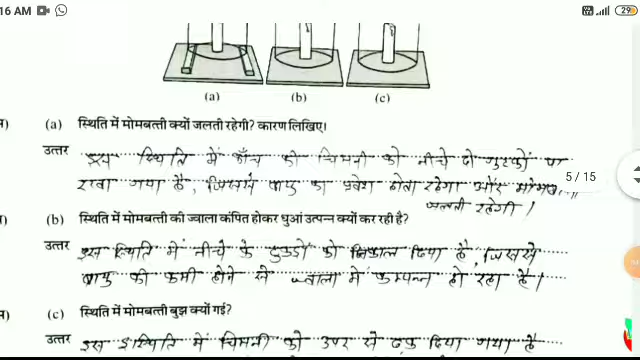 16 AM
29
(a) (b) (c)
(a) स्थिति में मोमबत्ती क्यों जलती रहेगी? कारण लिखिए।
उत्तर इस स्थिति में काँच की चिमनी को नीचे दो गुटकों पर
रखा गया है, जिससे वायु का प्रवेश होता रहेगा और
5/15
जलती रहेगी।
(b) स्थिति में मोमबत्ती की ज्वाला कंपित होकर धुआं उत्पन्न क्यों कर रही है?
उत्तर इस स्थिति में नीचे के टुकडों को निकाल दिया है, जिससे
वायु की कमी होने से ज्वाला में कम्पन्न हो रहा है।
(c) स्थिति में मोमबत्ती बुझ क्यों गई?
उत्तर इस स्थिति में चिमनी को उपर से ढक दिया गया है